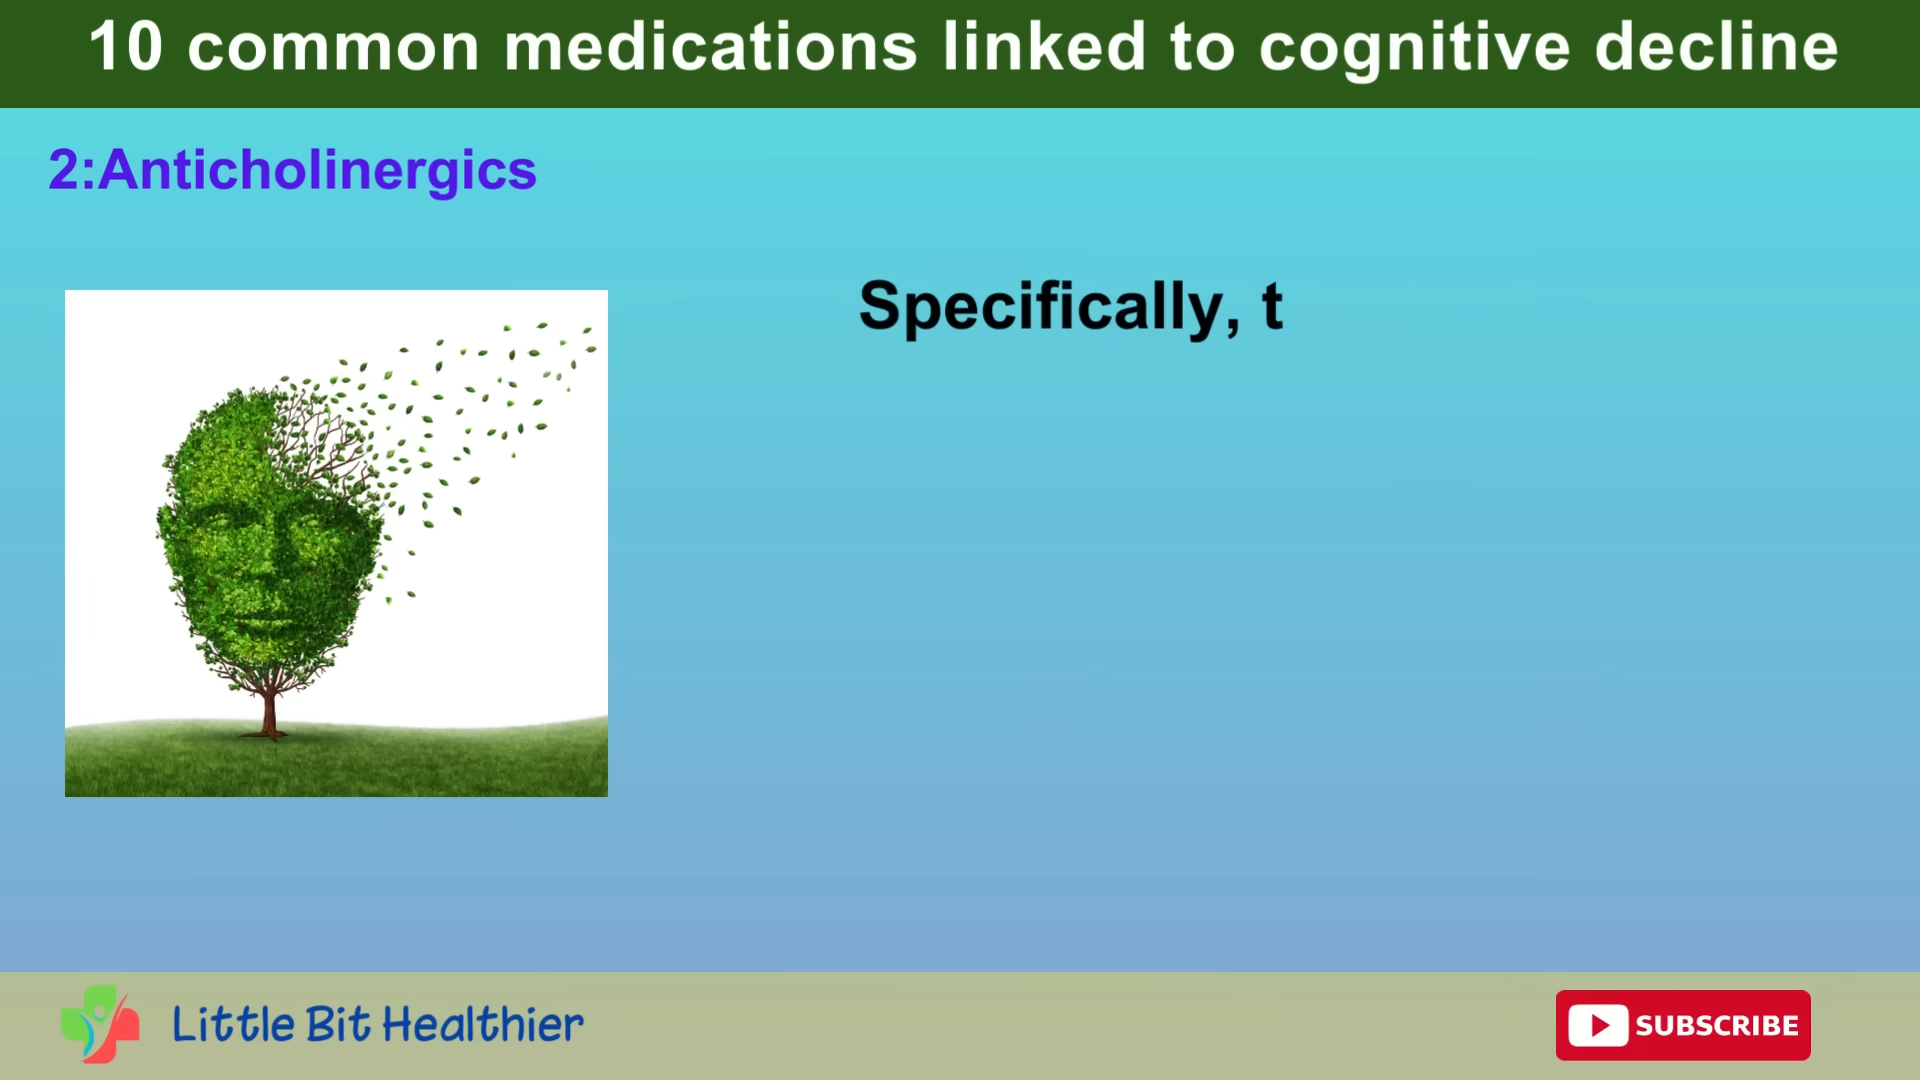 10 common medications linked to cognitive decline
2:Anticholinergics
Specifically, t
Little Bit Healthier
SUBSCRIBE